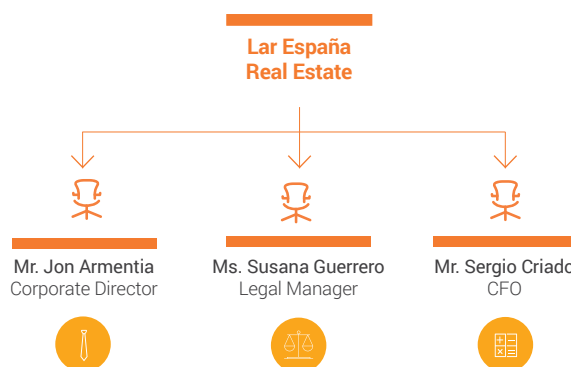 Lar España
Real Estate
Mr. Jon Armentia
Corporate Director
Ms. Susana Guerrero
Legal Manager
Mr. Sergio Criado
CFO